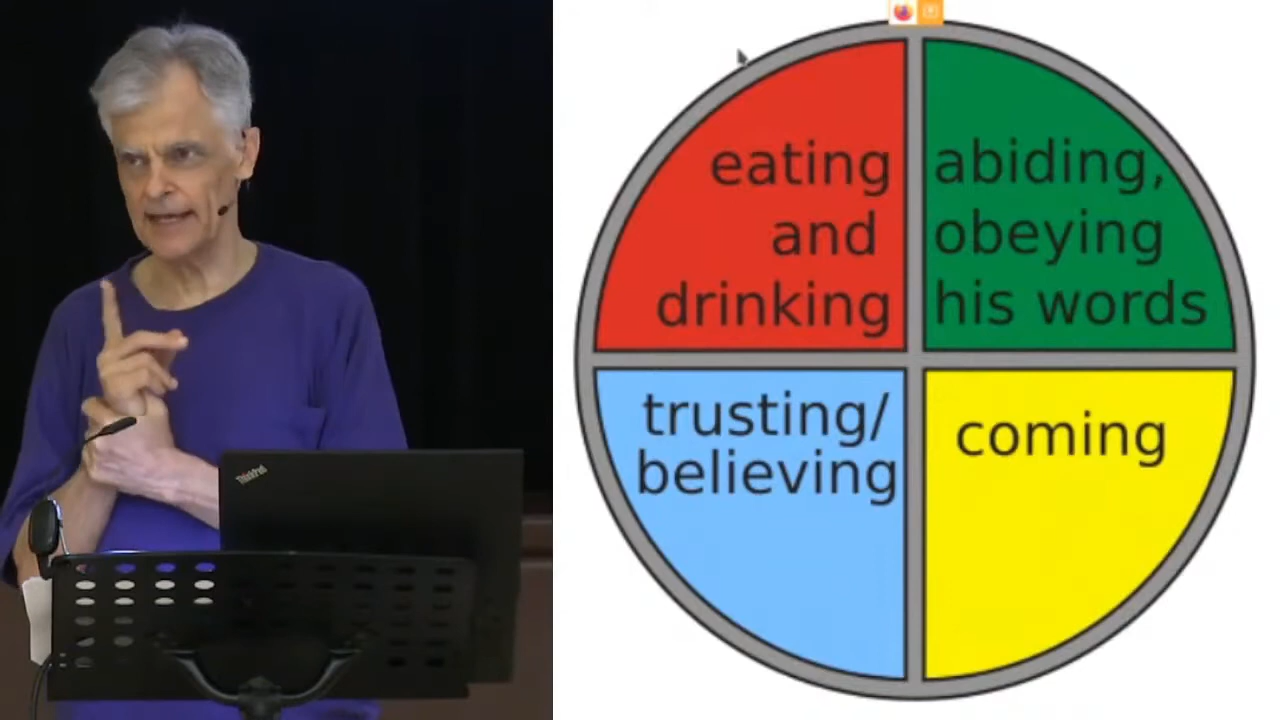 eating
and
drinking
abiding,
obeying
his words
trusting/
believing
coming
ThinkPad